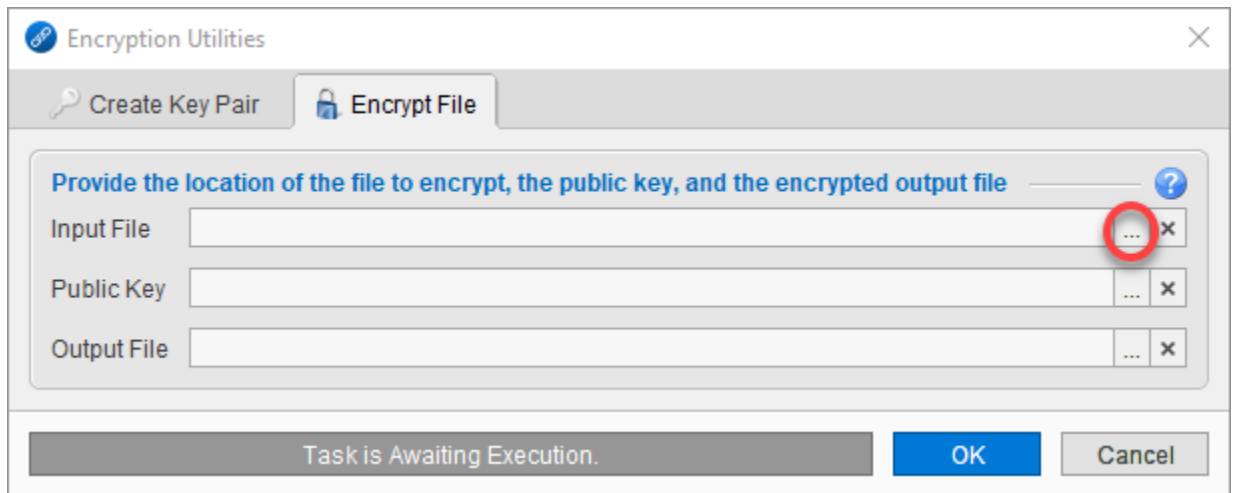 Encryption Utilities
Create Key Pair Encrypt File
Provide the location of the file to encrypt, the public key, and the encrypted output file ?
Input File ... ×
Public Key ... ×
Output File ... ×
Task is Awaiting Execution. OK Cancel